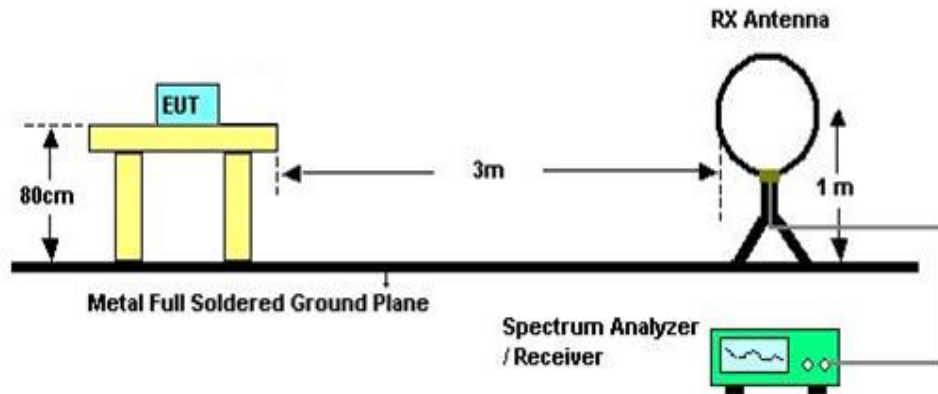 RX Antenna
EUT
80cm
3m
1 m
Metal Full Soldered Ground Plane
Spectrum Analyzer
/ Receiver